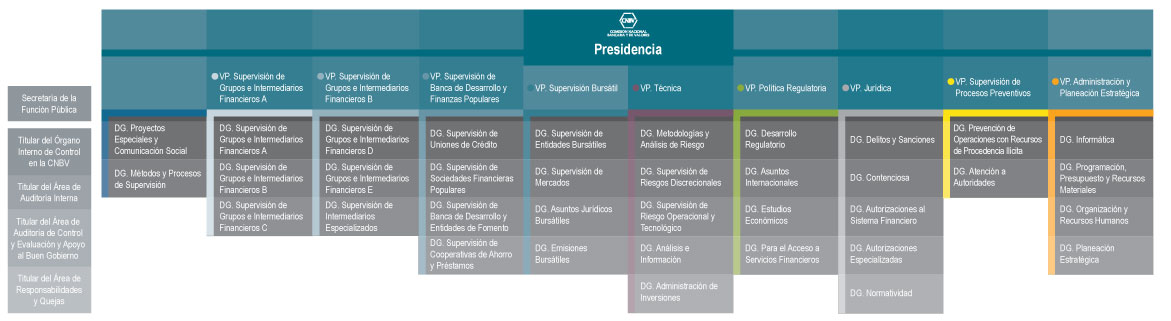 CNBV
COMISIÓN NACIONAL
BANCARIA Y DE VALORES
Presidencia
Secretaria de la
Función Pública
Titular del Órgano
Interno de Control
en la CNBV
Titular del Área de
Auditoría Interna
Titular del Área de
Auditoría de Control
y Evaluación y Apoyo
al Buen Gobierno
Titular del Área de
Responsabilidades
y Quejas
DG. Proyectos
Especiales y
Comunicación Social
DG. Métodos y Procesos
de Supervisión
VP. Supervisión de
Grupos e Intermediarios
Financieros A
DG. Supervisión de
Grupos e Intermediarios
Financieros A
DG. Supervisión de
Grupos e Intermediarios
Financieros B
DG. Supervisión de
Grupos e Intermediarios
Financieros C
VP. Supervisión de
Grupos e Intermediarios
Financieros B
DG. Supervisión de
Grupos e Intermediarios
Financieros D
DG. Supervisión de
Grupos e Intermediarios
Financieros E
DG. Supervisión de
Intermediarios
Especializados
VP. Supervisión de
Banca de Desarrollo y
Finanzas Populares
DG. Supervisión de
Uniones de Crédito
DG. Supervisión de
Sociedades Financieras
Populares
DG. Supervisión de
Banca de Desarrollo y
Entidades de Fomento
DG. Supervisión de
Cooperativas de Ahorro
y Préstamos
VP. Supervisión Bursátil
DG. Supervisión de
Entidades Bursátiles
DG. Supervisión de
Mercados
DG. Asuntos Jurídicos
Bursátiles
DG. Emisiones
Bursátiles
VP. Técnica
DG. Metodologías y
Análisis de Riesgo
DG. Supervisión de
Riesgos Discrecionales
DG. Supervisión de
Riesgo Operacional y
Tecnológico
DG. Análisis e
Información
DG. Administración de
Inversiones
VP. Política Regulatoria
DG. Desarrollo
Regulatorio
DG. Asuntos
Internacionales
DG. Estudios
Económicos
DG. Para el Acceso a
Servicios Financieros
VP. Jurídica
DG. Delitos y Sanciones
DG. Contenciosa
DG. Autorizaciones al
Sistema Financiero
DG. Autorizaciones
Especializadas
DG. Normatividad
VP. Supervisión de
Procesos Preventivos
DG. Prevención de
Operaciones con Recursos
de Procedencia Ilícita
DG. Atención a
Autoridades
VP. Administración y
Planeación Estratégica
DG. Informática
DG. Programación,
Presupuesto y Recursos
Materiales
DG. Organización y
Recursos Humanos
DG. Planeación
Estratégica